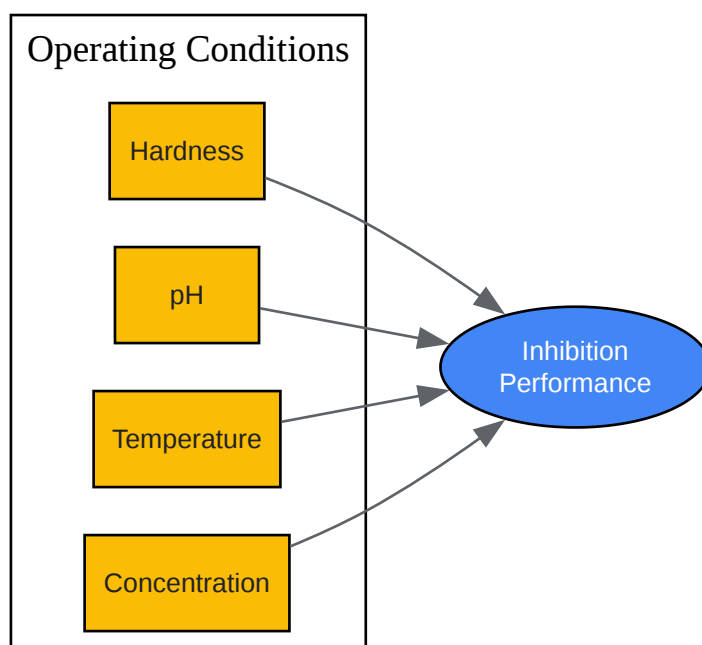 Operating Conditions
Hardness
pH
Temperature
Concentration
Inhibition
Performance